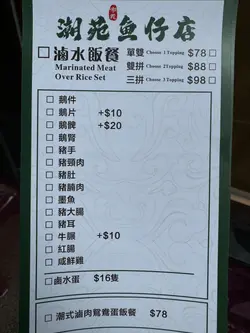 湖苑魚仔店
滷水飯餐
Marinated Meat
Over Rice Set
單雙 Choose 1 Topping $78
雙拼 Choose 2 Topping $88
三拼 Choose 3 Topping $98
鵝件
鵝片 +$10
鵝髀 +$20
鵝腎
豬手
豬頸肉
豬肚
豬腩肉
墨魚
豬大腸
豬耳
牛𦟌 +$10
紅腸
咸鮮雞
滷水蛋 $16隻
潮式滷肉鴛鴦蛋飯餐 $78